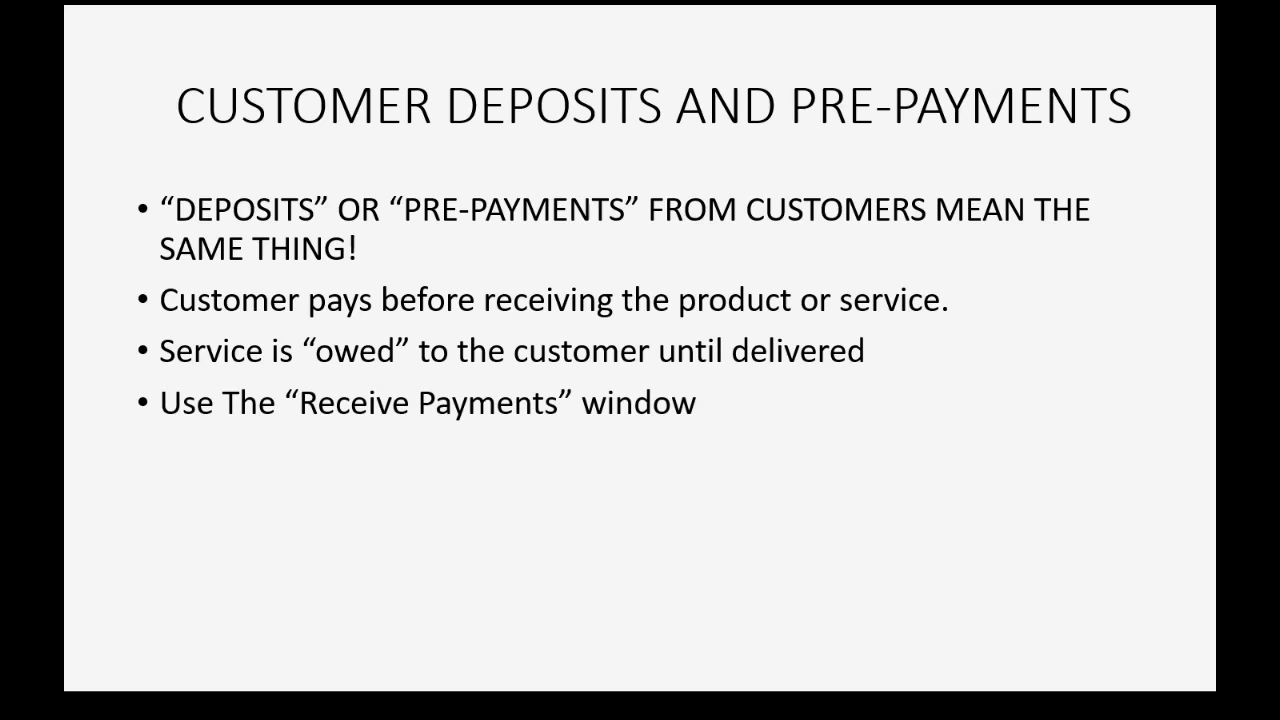 CUSTOMER DEPOSITS AND PRE-PAYMENTS
• “DEPOSITS” OR “PRE-PAYMENTS” FROM CUSTOMERS MEAN THE
SAME THING!
• Customer pays before receiving the product or service.
• Service is “owed” to the customer until delivered
• Use The “Receive Payments” window